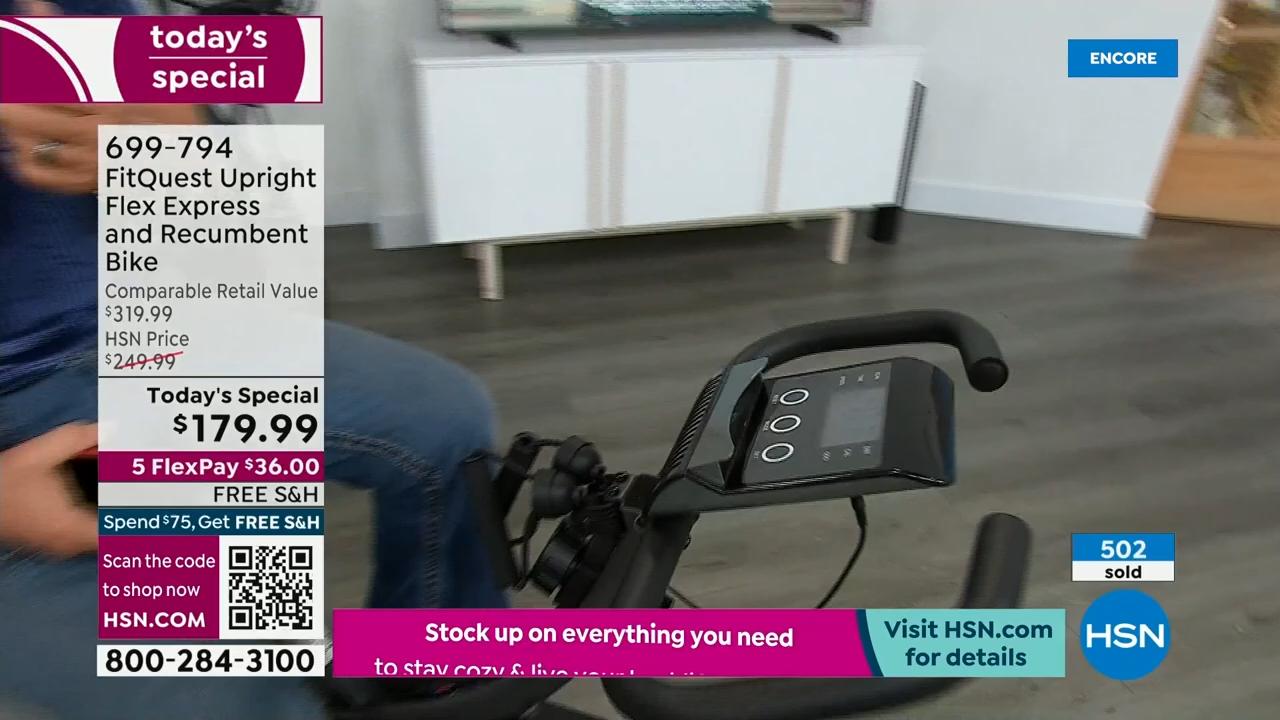 today's
special
ENCORE
699-794
FitQuest Upright
Flex Express
and Recumbent
Bike
Comparable Retail Value
$319.99
HSN Price
$249.99
Today's Special
$179.99
5 FlexPay $36.00
FREE S&H
Spend $75, Get FREE S&H
Scan the code
to shop now
HSN.COM
800-284-3100
Stock up on everything you need
to stay cozy & live your
Visit HSN.com
for details
502
sold
HSN